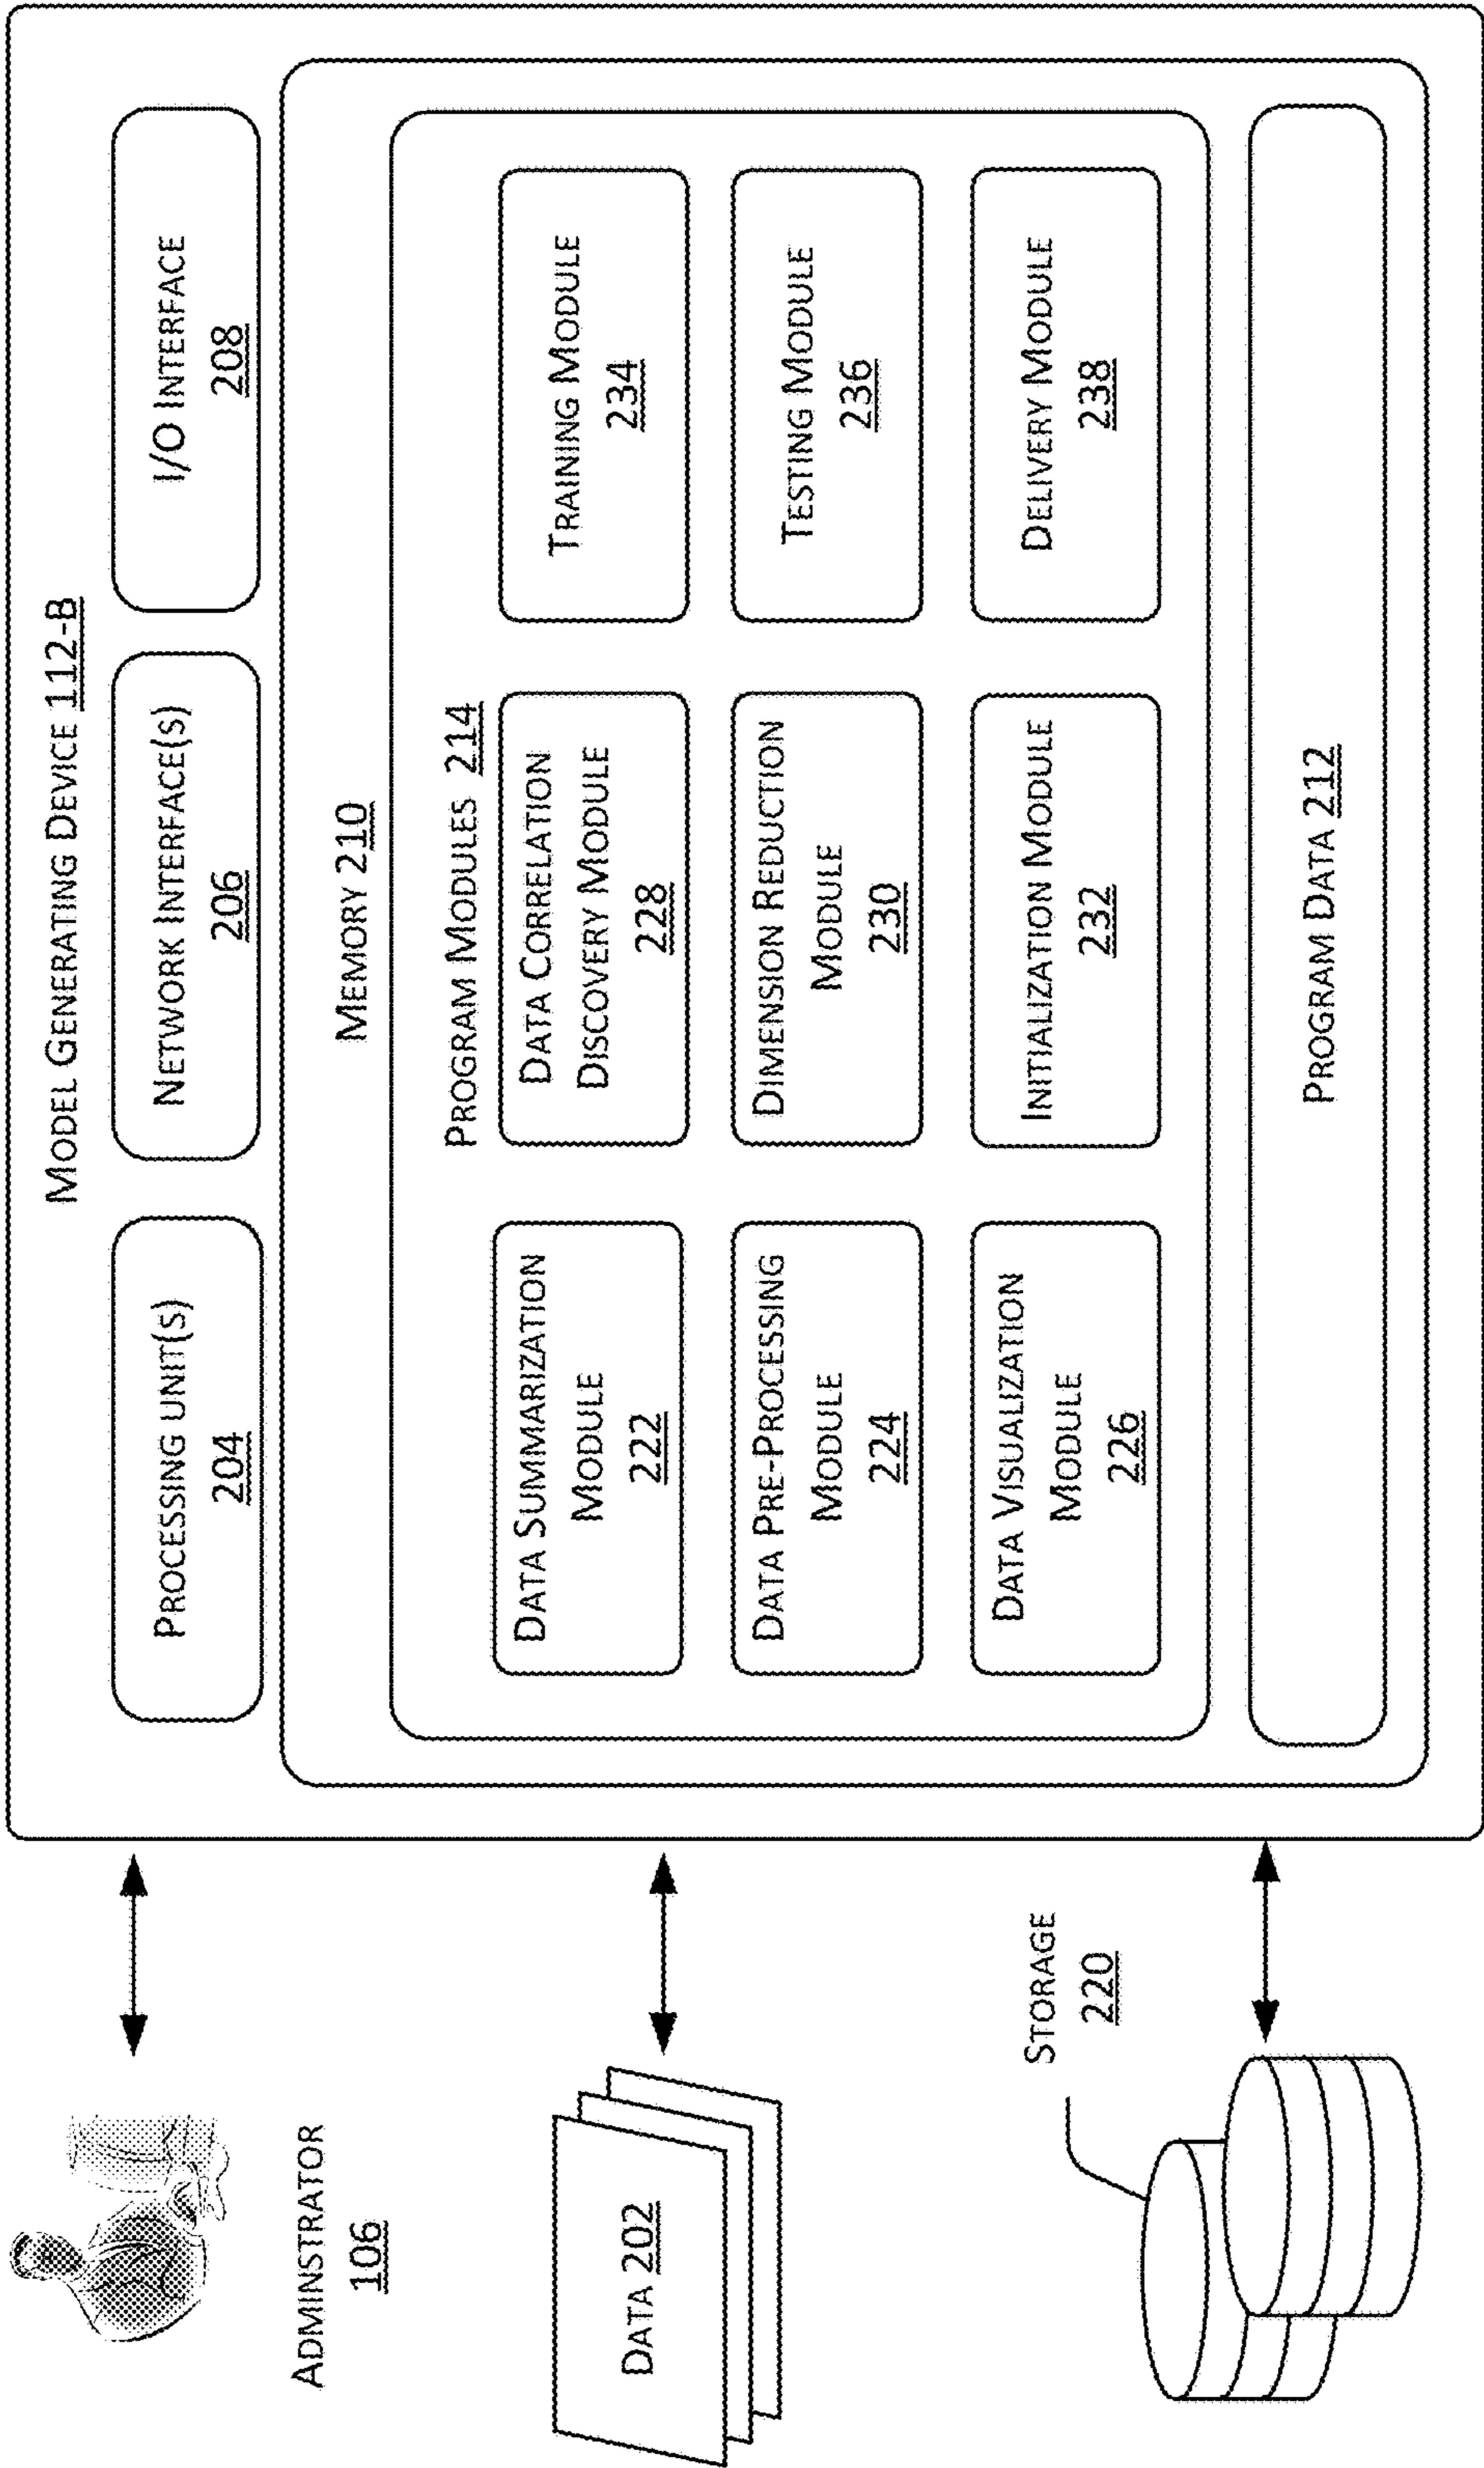 MODEL GENERATING DEVICE 112-B
PROCESSING UNIT(S)
204
NETWORK INTERFACE(S)
206
I/O INTERFACE
208
MEMORY 210
PROGRAM MODULES 214
DATA SUMMARIZATION
MODULE
222
DATA CORRELATION
DISCOVERY MODULE
228
TRAINING MODULE
234
DATA PRE-PROCESSING
MODULE
224
DIMENSION REDUCTION
MODULE
230
TESTING MODULE
236
DATA VISUALIZATION
MODULE
226
INITIALIZATION MODULE
232
DELIVERY MODULE
238
PROGRAM DATA 212
ADMINSTRATOR
106
DATA 202
STORAGE
220